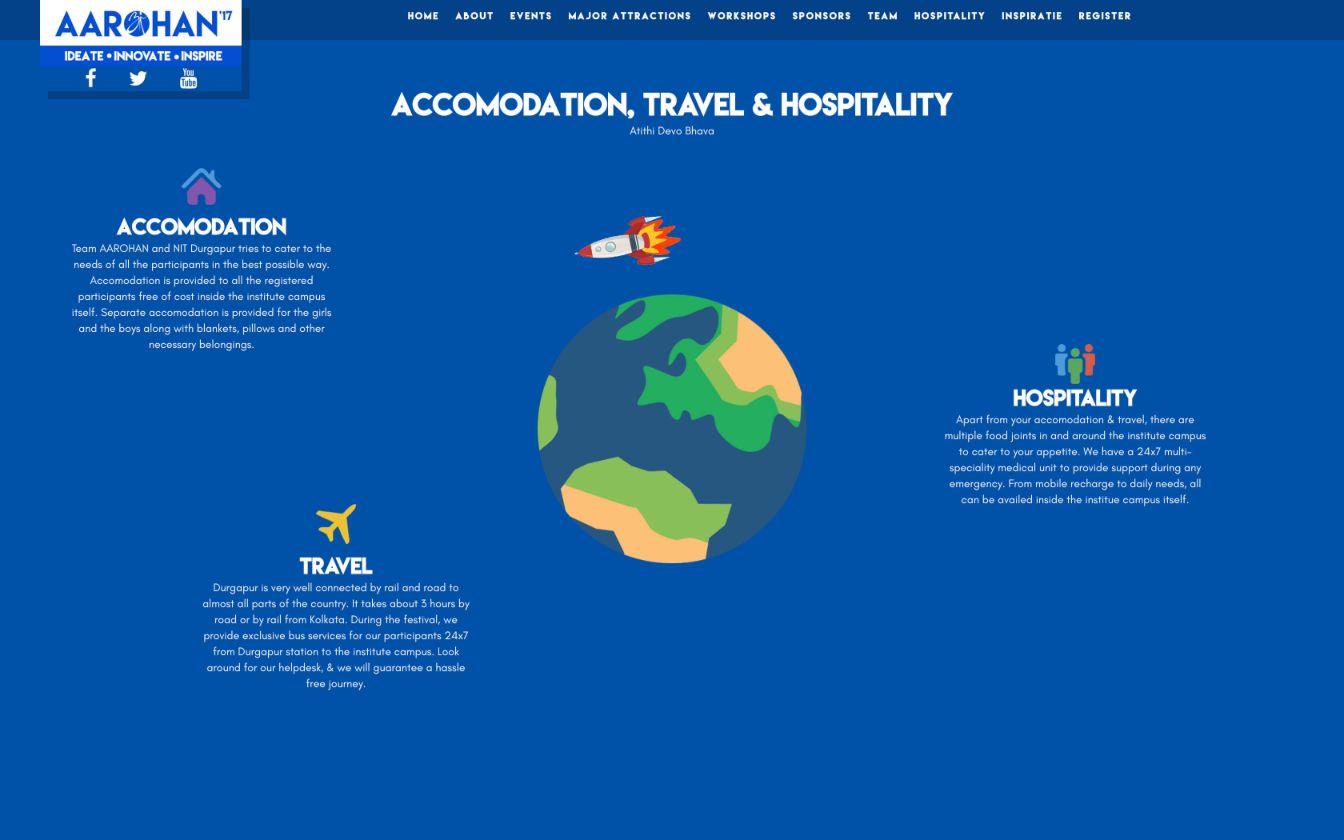 AAROHAN'17
IDEATE • INNOVATE • INSPIRE
You
Tube
HOME ABOUT EVENTS MAJOR ATTRACTIONS WORKSHOPS SPONSORS TEAM HOSPITALITY INSPIRATIE REGISTER
ACCOMODATION, TRAVEL & HOSPITALITY
Atithi Devo Bhava
ACCOMODATION
Team AAROHAN and NIT Durgapur tries to cater to the
needs of all the participants in the best possible way.
Accomodation is provided to all the registered
participants free of cost inside the institute campus
itself. Separate accomodation is provided for the girls
and the boys along with blankets, pillows and other
necessary belongings.
HOSPITALITY
Apart from your accomodation & travel, there are
multiple food joints in and around the institute campus
to cater to your appetite. We have a 24x7 multi-
speciality medical unit to provide support during any
emergency. From mobile recharge to daily needs, all
can be availed inside the institue campus itself.
TRAVEL
Durgapur is very well connected by rail and road to
almost all parts of the country. It takes about 3 hours by
road or by rail from Kolkata. During the festival, we
provide exclusive bus services for our participants 24x7
from Durgapur station to the institute campus. Look
around for our helpdesk, & we will guarantee a hassle
free journey.